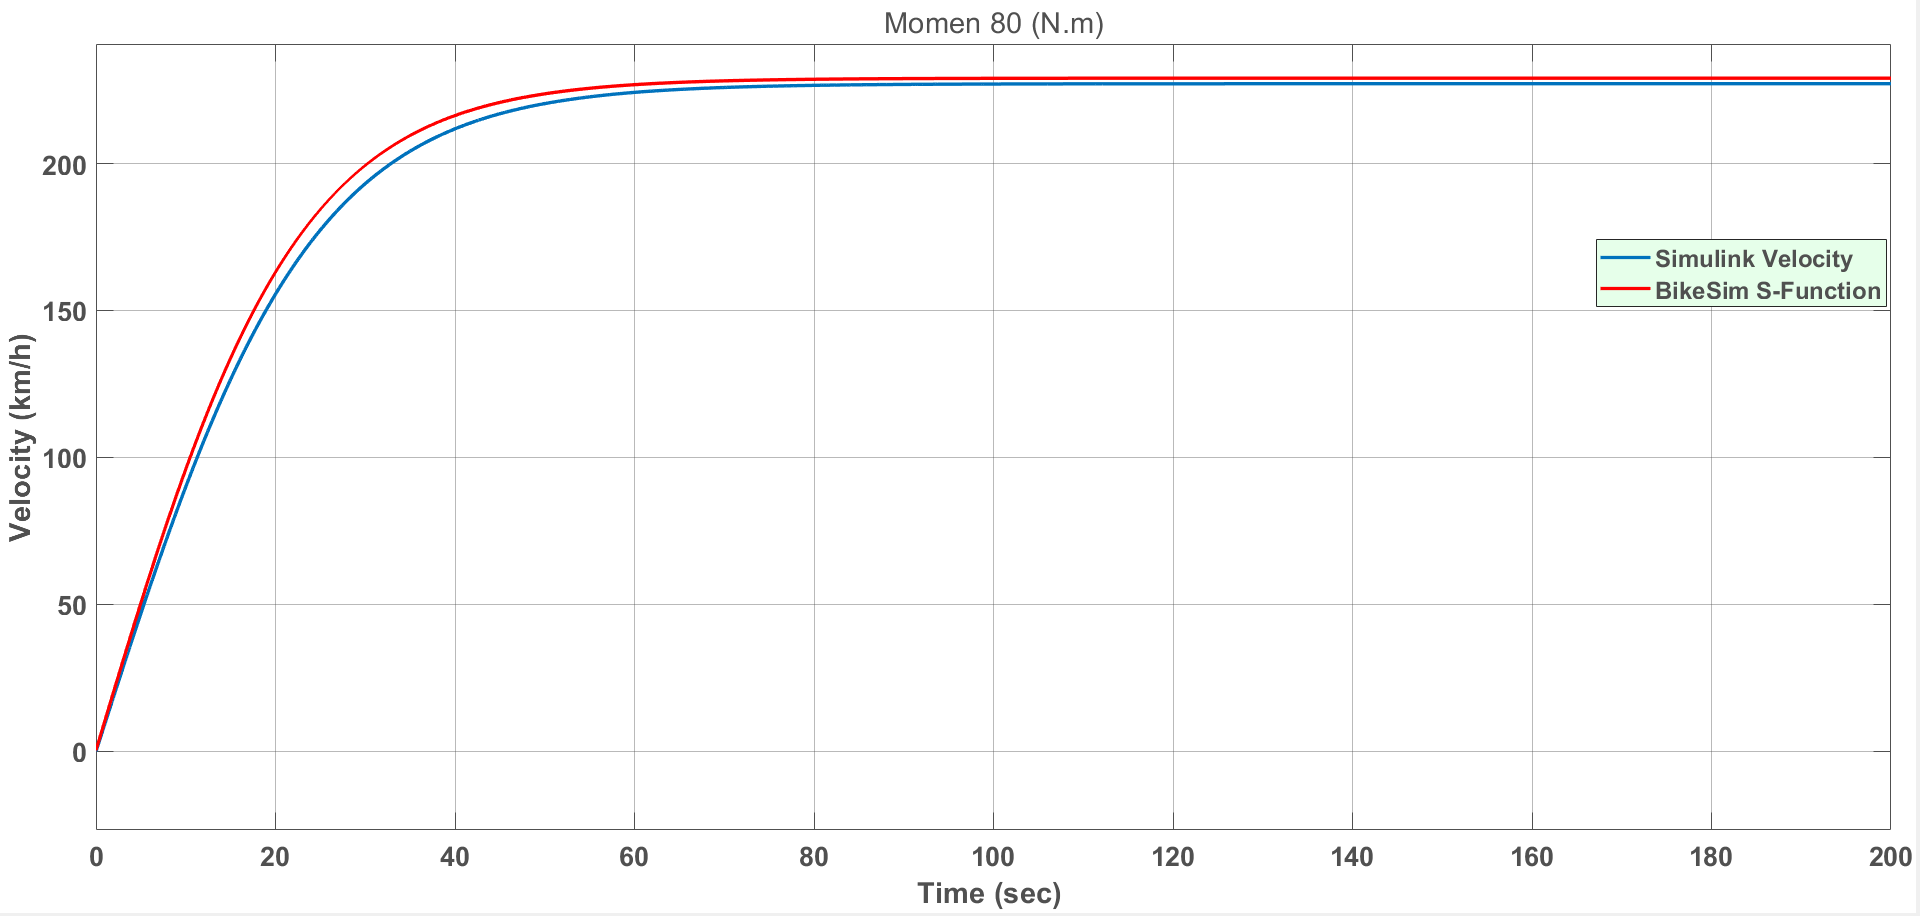 Momen 80 (N.m)
Velocity (km/h)
200
150
100
50
0
Simulink Velocity
BikeSim S-Function
0 20 40 60 80 100 120 140 160 180 200
Time (sec)